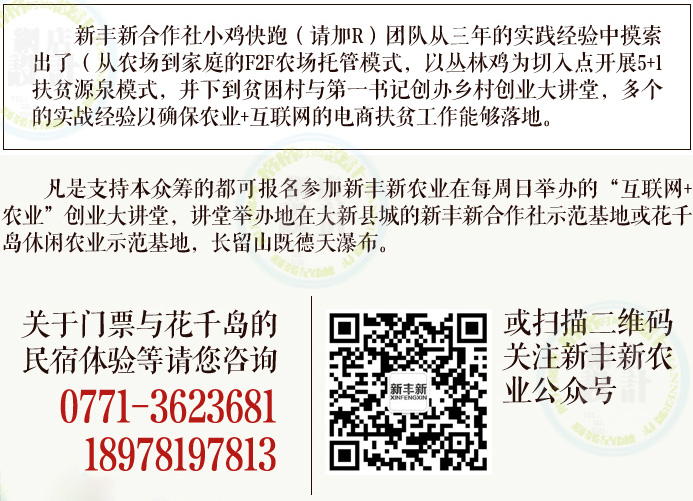 新丰新合作社小鸡快跑（请加R）团队从三年的实践经验中摸索
出了（从农场到家庭的F2F农场托管模式，以丛林鸡为切入点开展5+1
扶贫源泉模式，并下到贫困村与第一书记创办乡村创业大讲堂，多个
的实战经验以确保农业+互联网的电商扶贫工作能够落地。
凡是支持本众筹的都可报名参加新丰新农业在每周日举办的“互联网+
农业”创业大讲堂，讲堂举办地在大新县城的新丰新合作社示范基地或花千
岛休闲农业示范基地，长留山既德天瀑布。
关于门票与花千岛的
民宿体验等请您咨询
0771-3623681
18978197813
新丰新
XINFENGXIN
或扫描二维码
关注新丰新农
业公众号